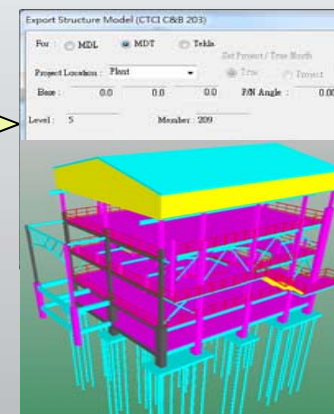 Export Structure Model (CTCI C&B 203)
For : MDL MDT Tekla
Set Project / True North
Project Location : Plant True Project
Base : 0.0 0.0 0.0 P/N Angle : 0.00
Level : 5 Member : 209